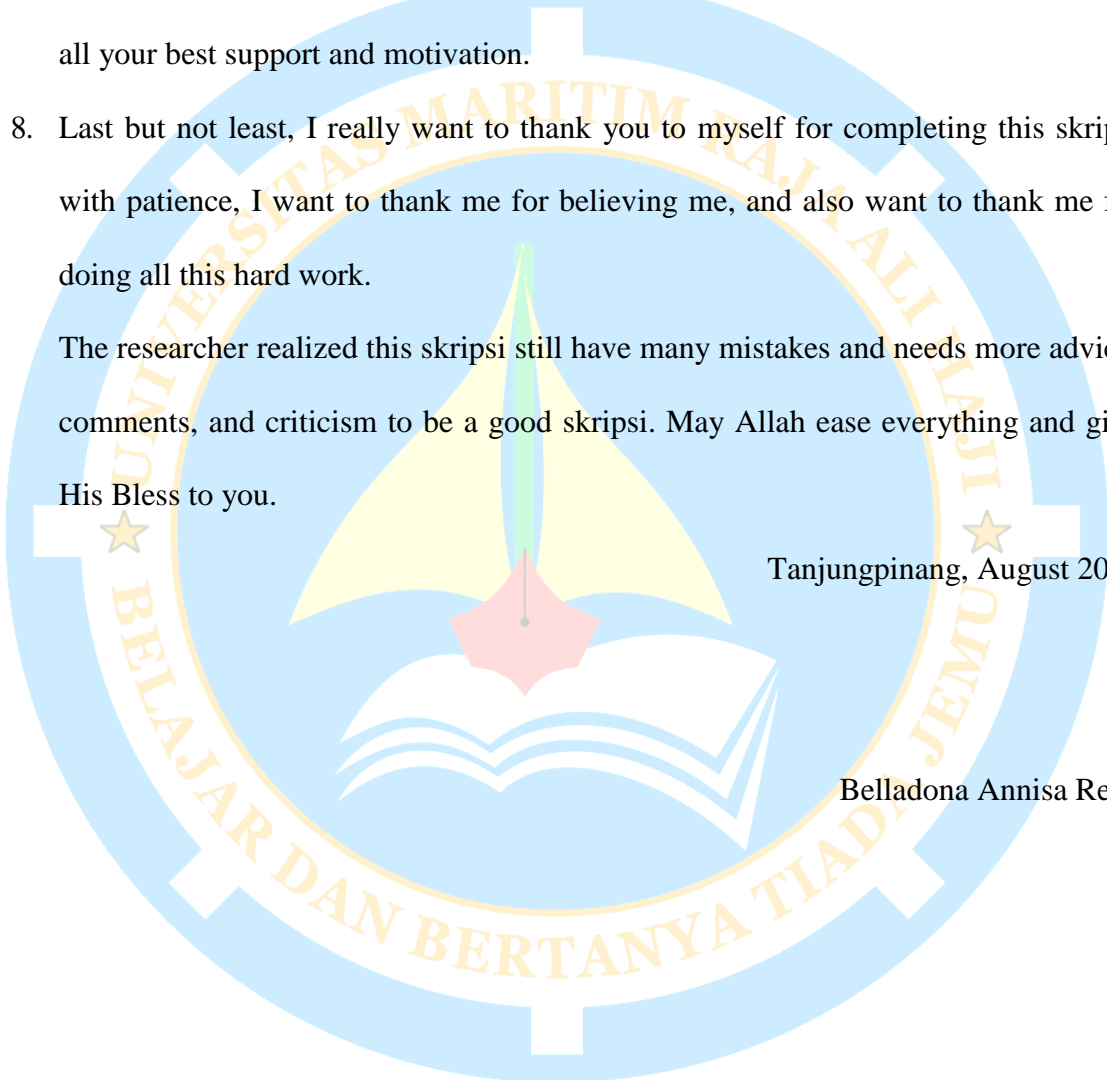 all your best support and motivation.
8. Last but not least, I really want to thank you to myself for completing this skrip
with patience, I want to thank me for believing me, and also want to thank me
doing all this hard work.
The researcher realized this skripsi still have many mistakes and needs more advi
comments, and criticism to be a good skripsi. May Allah ease everything and gi
His Bless to you.
Tanjungpinang, August 20
Belladona Annisa Re
UNIVERSITAS MARITIM RAJA ALI HAJI
BELAJAR DAN BERTANYA TIADA JEMU